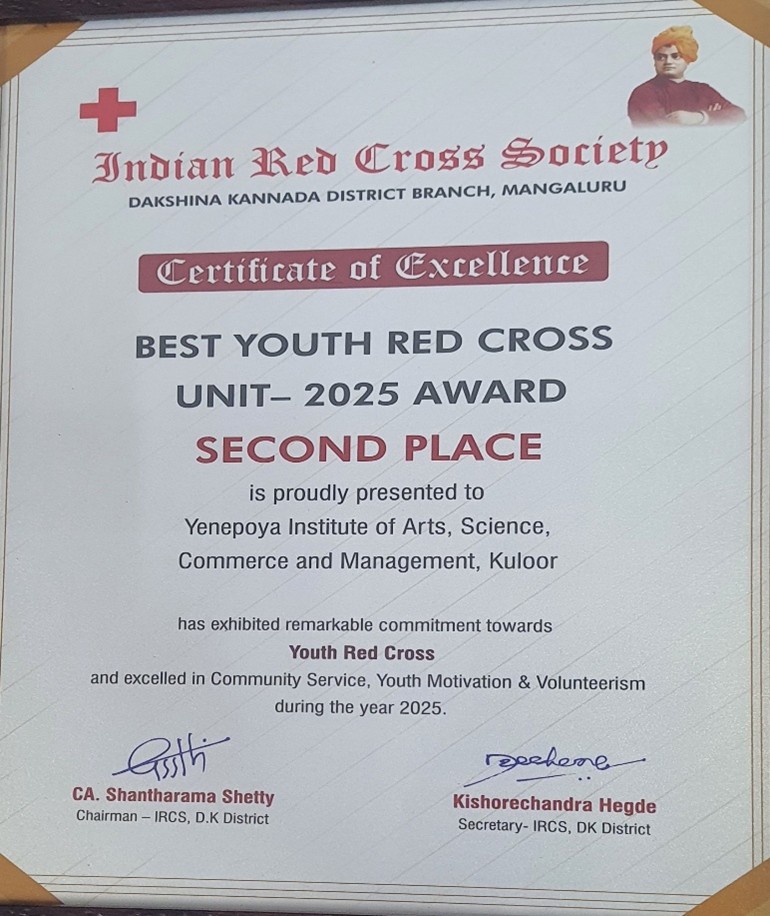 Indian Red Cross Society
DAKSHINA KANNADA DISTRICT BRANCH, MANGALURU
Certificate of Excellence
BEST YOUTH RED CROSS
UNIT– 2025 AWARD
SECOND PLACE
is proudly presented to
Yenepoya Institute of Arts, Science,
Commerce and Management, Kuloor
has exhibited remarkable commitment towards
Youth Red Cross
and excelled in Community Service, Youth Motivation & Volunteerism
during the year 2025.
CA. Shantharama Shetty
Chairman – IRCS, D.K District
Kishorechandra Hegde
Secretary- IRCS, DK District